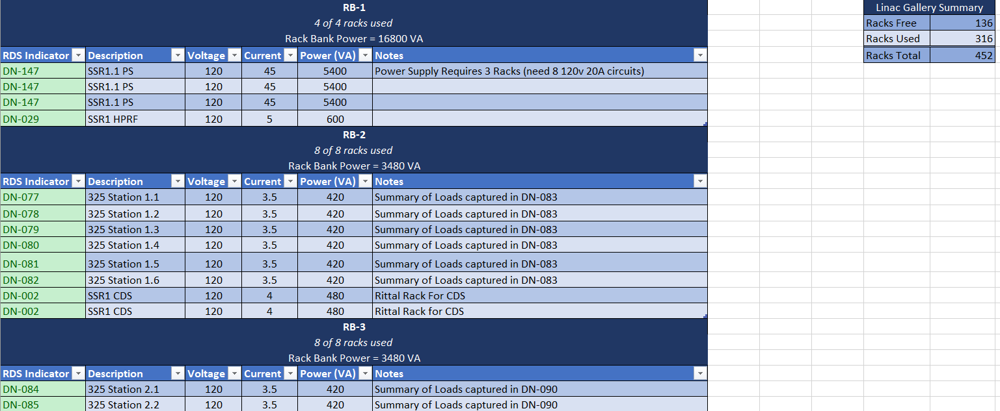 RB-1
4 of 4 racks used
Rack Bank Power = 16800 VA
RDS Indicator Description Voltage Current Power (VA) Notes
DN-147 SSR1.1 PS 120 45 5400 Power Supply Requires 3 Racks (need 8 120v 20A circuits)
DN-147 SSR1.1 PS 120 45 5400
DN-147 SSR1.1 PS 120 45 5400
DN-029 SSR1 HPRF 120 5 600
RB-2
8 of 8 racks used
Rack Bank Power = 3480 VA
RDS Indicator Description Voltage Current Power (VA) Notes
DN-077 325 Station 1.1 120 3.5 420 Summary of Loads captured in DN-083
DN-078 325 Station 1.2 120 3.5 420 Summary of Loads captured in DN-083
DN-079 325 Station 1.3 120 3.5 420 Summary of Loads captured in DN-083
DN-080 325 Station 1.4 120 3.5 420 Summary of Loads captured in DN-083
DN-081 325 Station 1.5 120 3.5 420 Summary of Loads captured in DN-083
DN-082 325 Station 1.6 120 3.5 420 Summary of Loads captured in DN-083
DN-002 SSR1 CDS 120 4 480 Rittal Rack For CDS
DN-002 SSR1 CDS 120 4 480 Rittal Rack for CDS
RB-3
8 of 8 racks used
Rack Bank Power = 3480 VA
RDS Indicator Description Voltage Current Power (VA) Notes
DN-084 325 Station 2.1 120 3.5 420 Summary of Loads captured in DN-090
DN-085 325 Station 2.2 120 3.5 420 Summary of Loads captured in DN-090
Linac Gallery Summary
Racks Free 136
Racks Used 316
Racks Total 452